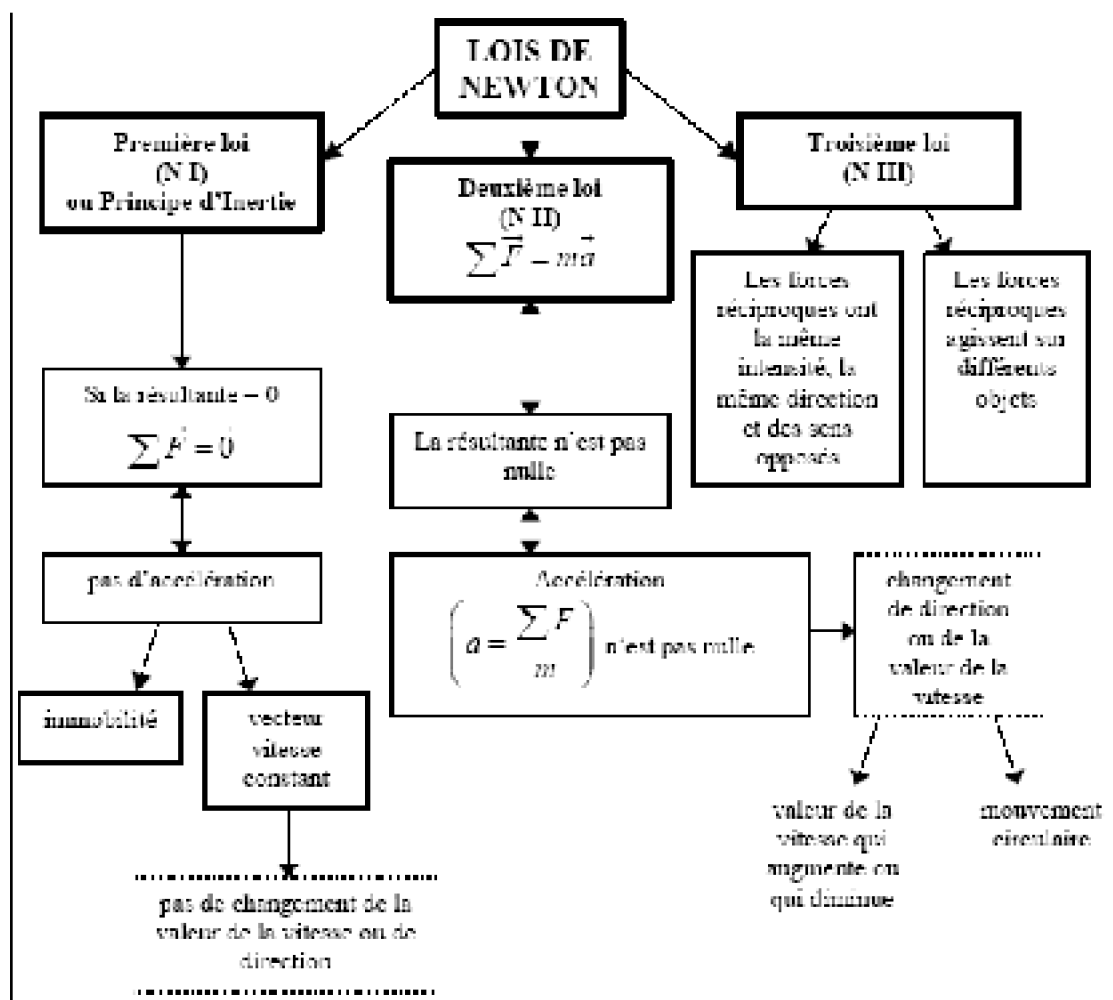 LOIS DE
NEWTON
Première loi
(N I)
ou Principe d'Inertie
Si la résultante = 0
∑ F⃗ = 0⃗
pas d'accélération
immobilité
vecteur
vitesse
constant
pas de changement de la
valeur de la vitesse ou de
direction
Deuxième loi
(N II)
∑ F⃗ = ma⃗
La résultante n'est pas
nulle
Accélération
(a = ∑ F / m) n'est pas nulle
changement
de direction
ou de la
valeur de la
vitesse
valeur de la
vitesse qui
augmente ou
qui diminue
mouvement
circulaire
Troisième loi
(N III)
Les forces
réciproques ont
la même
intensité, la
même direction
et des sens
opposés
Les forces
réciproques
agissent sur
différents
objets